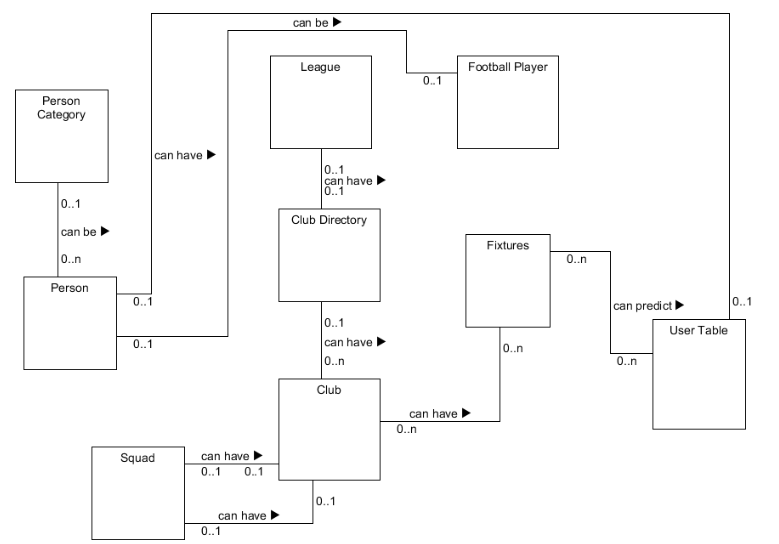 can be ▶
League
Football Player
0..1
Person
Category
can have ▶
0..1
can have ▶
0..1
0..1
Club Directory
can be ▶
Fixtures
0..n
0..n
Person
0..1
can predict ▶
0..1
0..1
User Table
0..1
can have ▶
0..n
0..n
0..n
Club
can have ▶
0..n
Squad
can have ▶
0..1
0..1
0..1
can have ▶
0..1